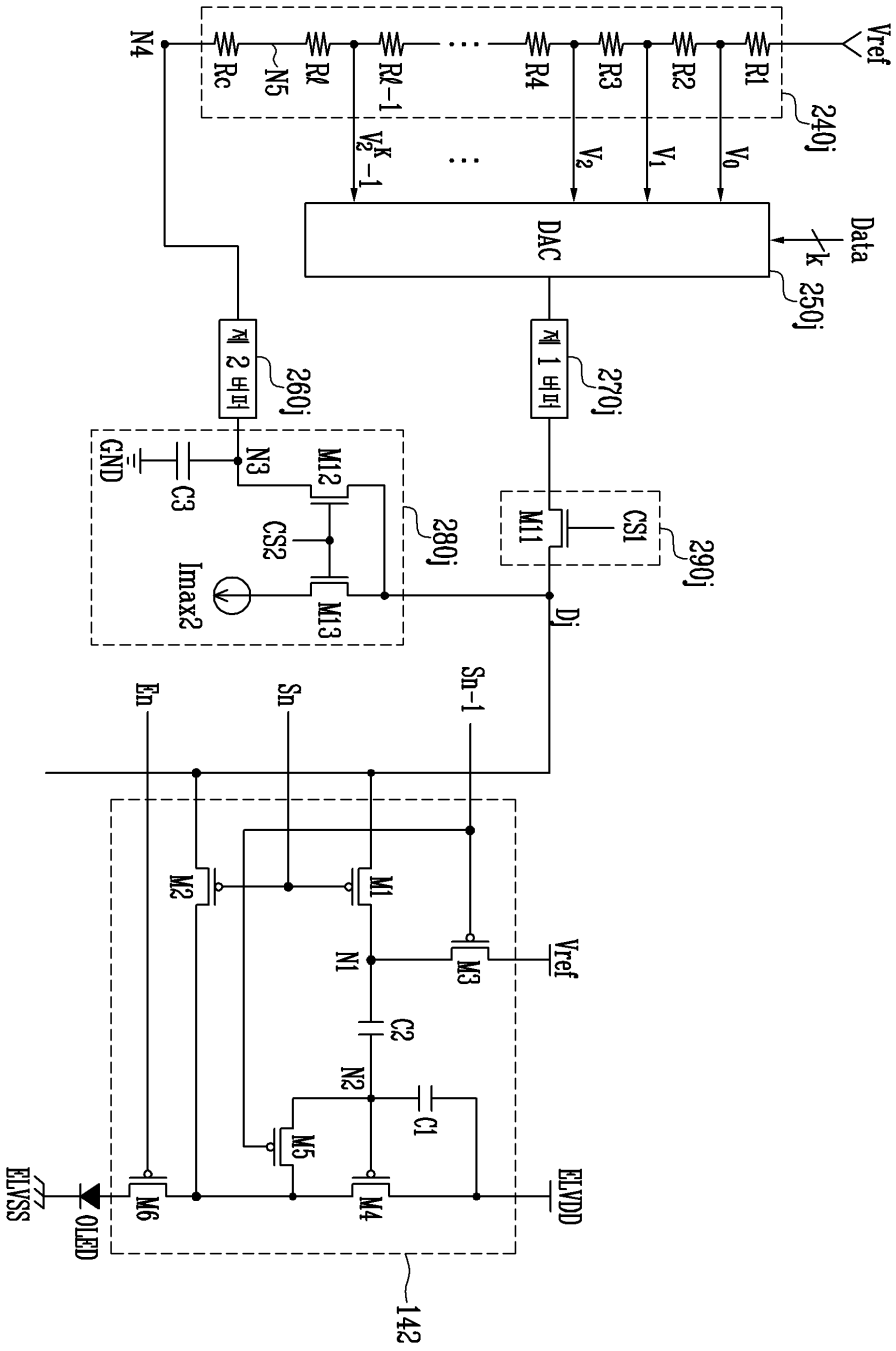 Vref
R1
R2
R3
R4
...
Rℓ-1
Rℓ
N5
Rc
N4
240j
V0
V1
V2
...
V2^K-1
Data
k
DAC
250j
제 1 버퍼
270j
제 2 버퍼
260j
CS1
M11
290j
N3
M12
C3
GND
CS2
280j
M13
Imax2
Dj
Sn-1
Sn
En
M1
M2
Vref
M3
N1
C2
N2
C1
M5
M4
M6
ELVDD
OLED
ELVSS
142